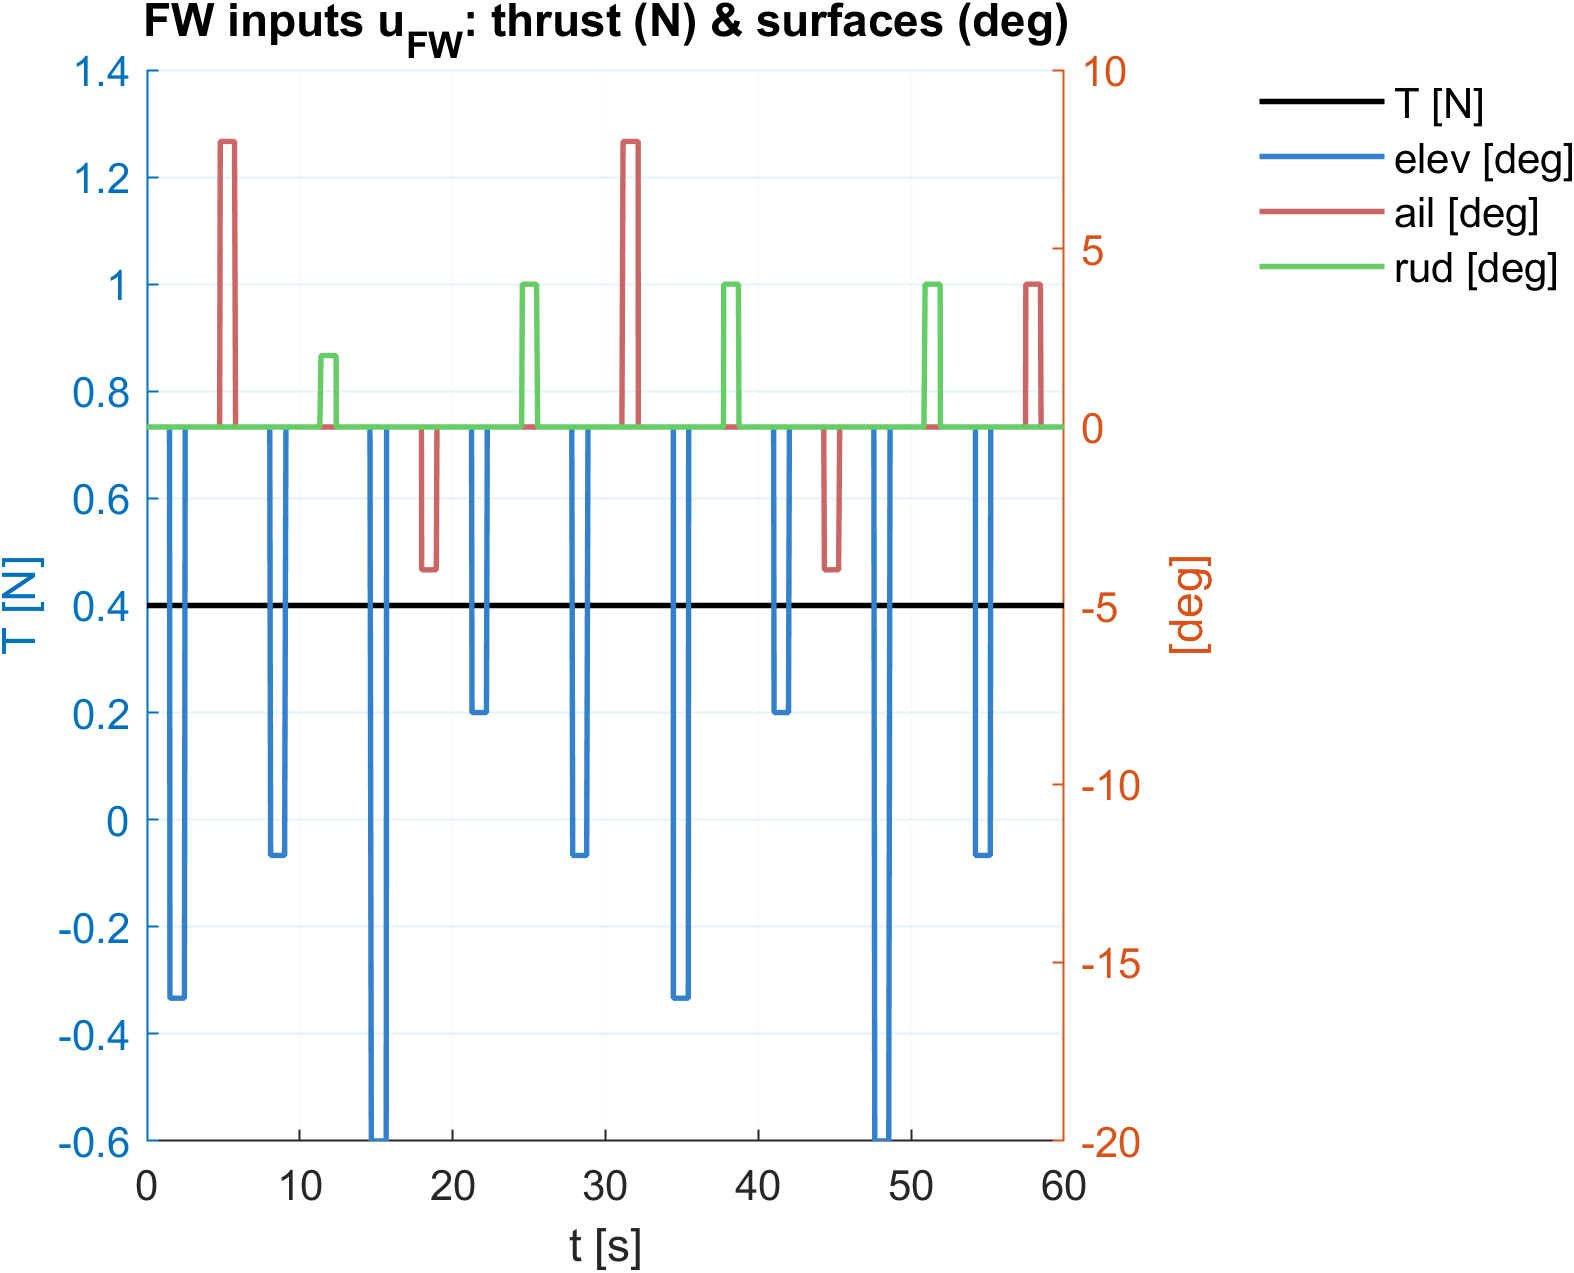 FW inputs u_FW: thrust (N) & surfaces (deg)
T [N]
elev [deg]
ail [deg]
rud [deg]
1.4
1.2
1
0.8
0.6
0.4
0.2
0
-0.2
-0.4
-0.6
T [N]
10
5
0
-5
-10
-15
-20
[deg]
0 10 20 30 40 50 60
t [s]